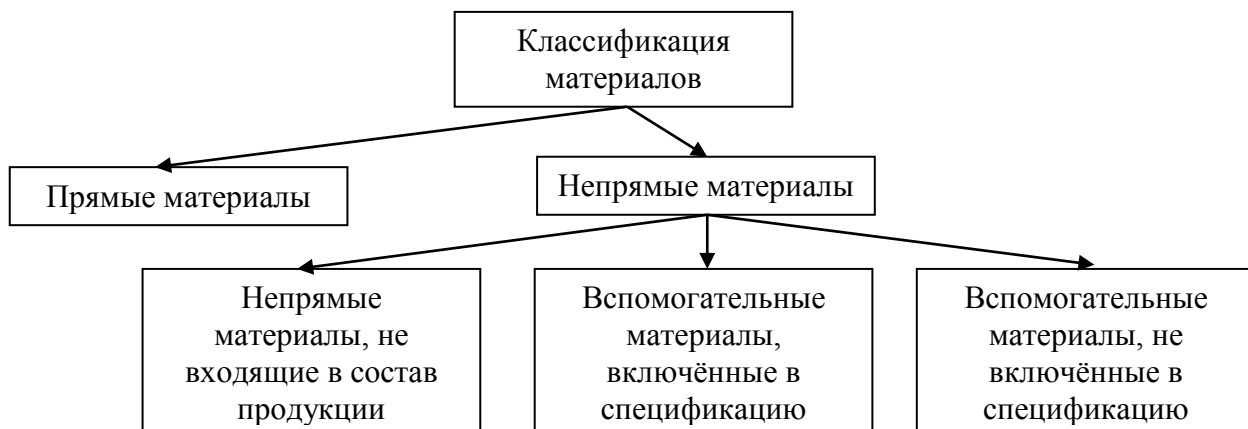 Классификация
материалов
Прямые материалы
Непрямые материалы
Непрямые
материалы, не
входящие в состав
продукции
Вспомогательные
материалы,
включённые в
спецификацию
Вспомогательные
материалы, не
включённые в
спецификацию